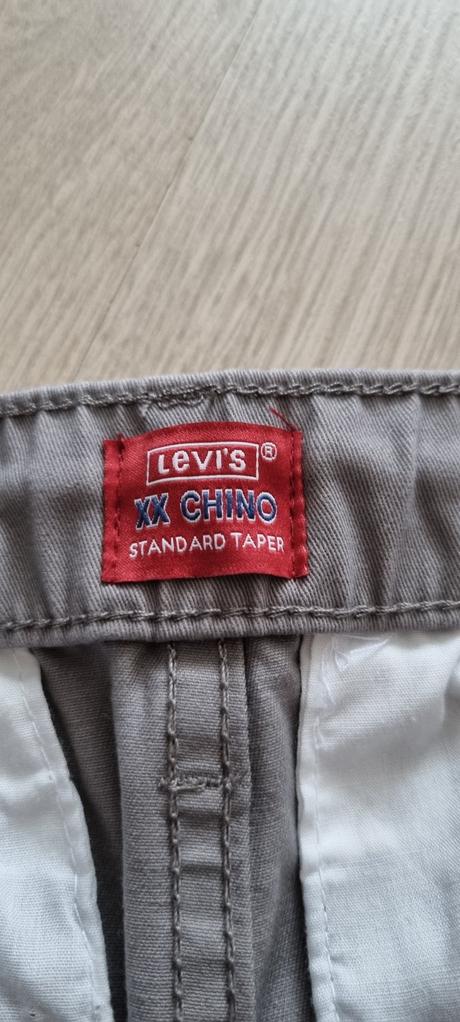 LEVI'S ®
XX CHINO
STANDARD TAPER